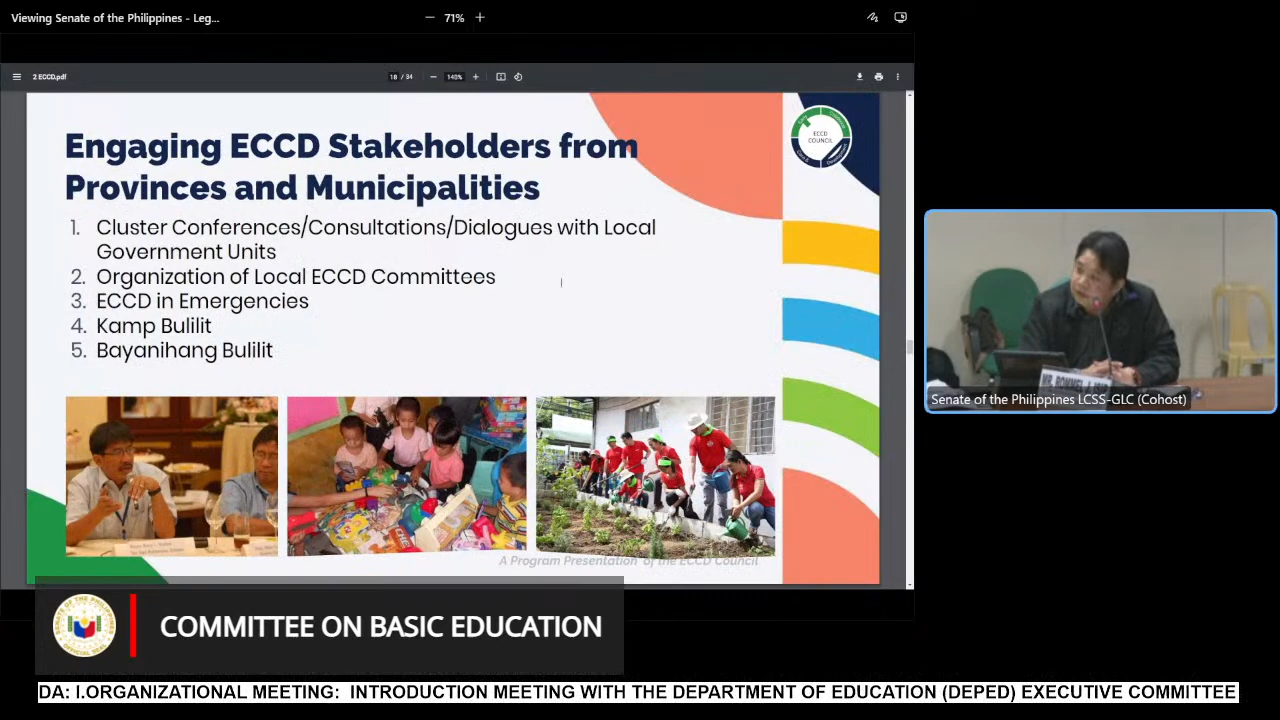 Viewing Senate of the Philippines - Leg...
71%
2 ECCD.pdf
18 / 34
140%
Engaging ECCD Stakeholders from
Provinces and Municipalities
ECCD
COUNCIL
1. Cluster Conferences/Consultations/Dialogues with Local
Government Units
2. Organization of Local ECCD Committees
3. ECCD in Emergencies
4. Kamp Bulilit
5. Bayanihang Bulilit
A Program Presentation of the ECCD Council
MR. ROMMEL J.
Senate of the Philippines LCSS-GLC (Cohost)
COMMITTEE ON BASIC EDUCATION
DA: I.ORGANIZATIONAL MEETING: INTRODUCTION MEETING WITH THE DEPARTMENT OF EDUCATION (DEPED) EXECUTIVE COMMITTEE